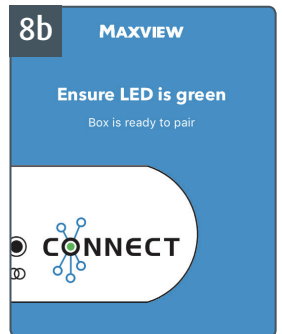 8b
MAXVIEW
Ensure LED is green
Box is ready to pair
CONNECT